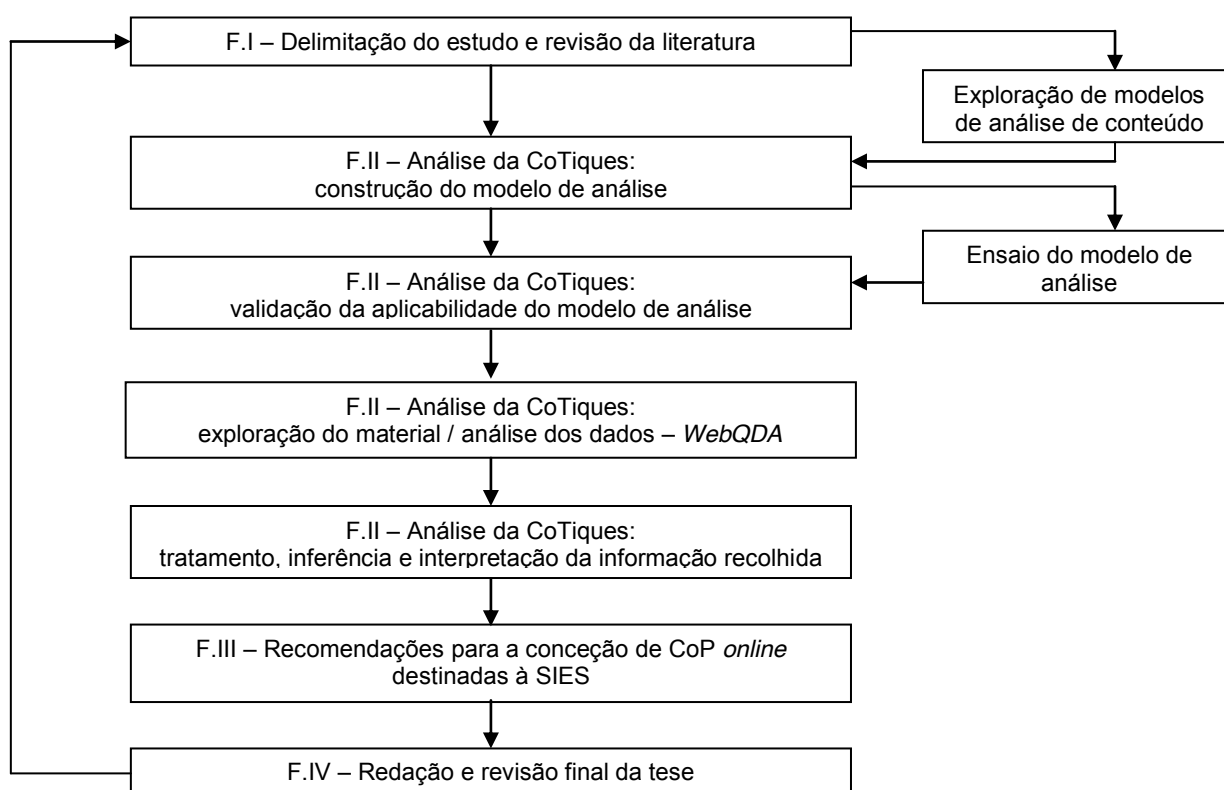 F.I – Delimitação do estudo e revisão da literatura
Exploração de modelos
de análise de conteúdo
F.II – Análise da CoTiques:
construção do modelo de análise
Ensaio do modelo de
análise
F.II – Análise da CoTiques:
validação da aplicabilidade do modelo de análise
F.II – Análise da CoTiques:
exploração do material / análise dos dados – WebQDA
F.II – Análise da CoTiques:
tratamento, inferência e interpretação da informação recolhida
F.III – Recomendações para a conceção de CoP online
destinadas à SIES
F.IV – Redação e revisão final da tese